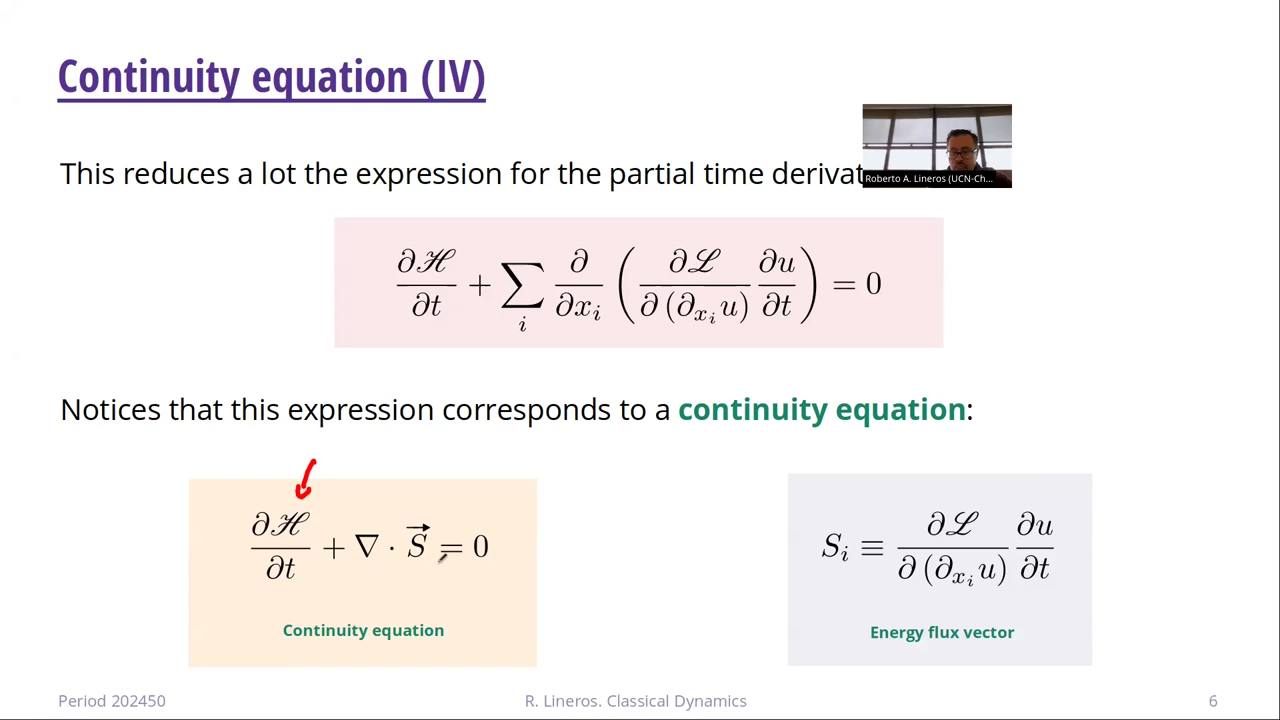 Continuity equation (IV)
This reduces a lot the expression for the partial time
Roberto A. Lineros (UCN-Ch...
∂ℋ/∂t + ∑_i ∂/∂x_i (∂ℒ/∂(∂_{x_i}u) ∂u/∂t) = 0
Notices that this expression corresponds to a continuity equation:
∂ℋ/∂t + ∇ · S⃗ = 0
Continuity equation
S_i ≡ ∂ℒ/∂(∂_{x_i}u) ∂u/∂t
Energy flux vector
Period 202450
R. Lineros. Classical Dynamics
6